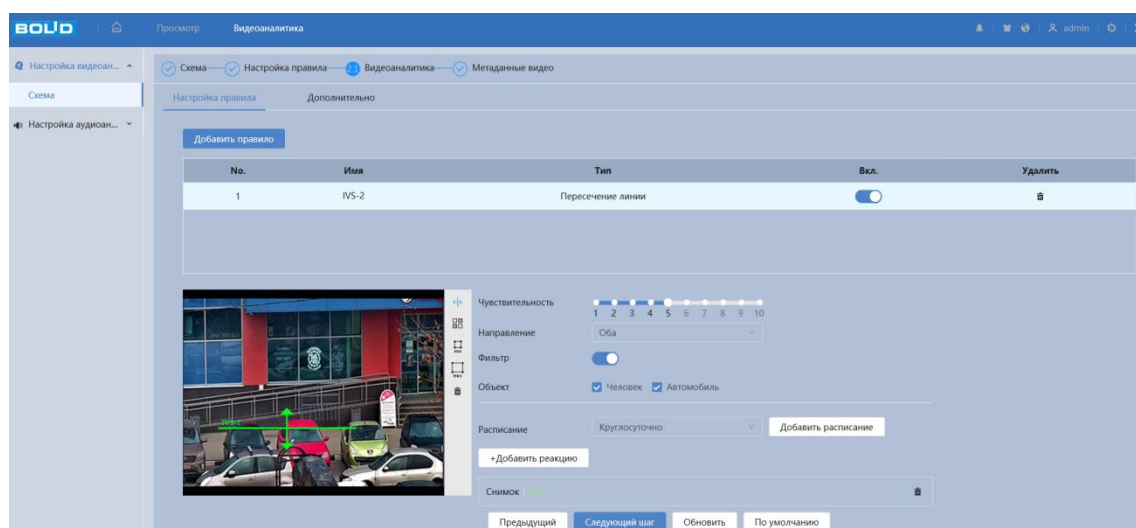 BOLID Просмотр Видеоаналитика admin
Настройка видеоан...
Схема
Настройка аудиоан...
Схема Настройка правила Видеоаналитика Метаданные видео
Настройка правила Дополнительно
Добавить правило
No. Имя Тип Вкл. Удалить
1 IVS-2 Пересечение линии
Чувствительность
1 2 3 4 5 6 7 8 9 10
Направление Оба
Фильтр
Объект Человек Автомобиль
Расписание Круглосуточно Добавить расписание
+Добавить реакцию
Снимок
Предыдущий Следующий шаг Обновить По умолчанию